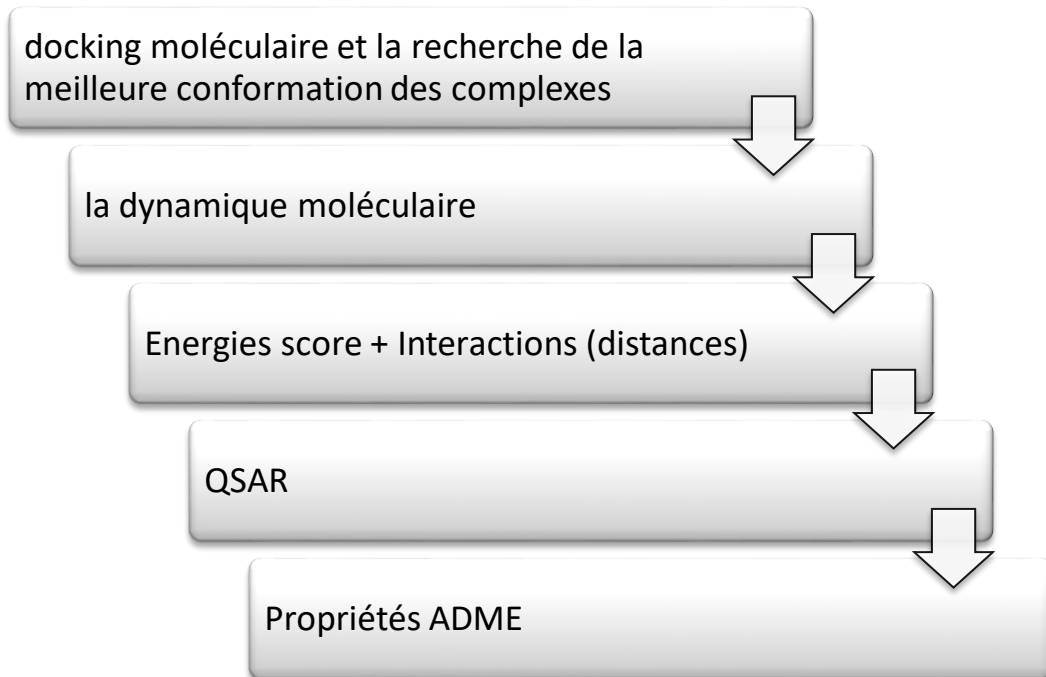 docking moléculaire et la recherche de la
meilleure conformation des complexes
la dynamique moléculaire
Energies score + Interactions (distances)
QSAR
Propriétés ADME